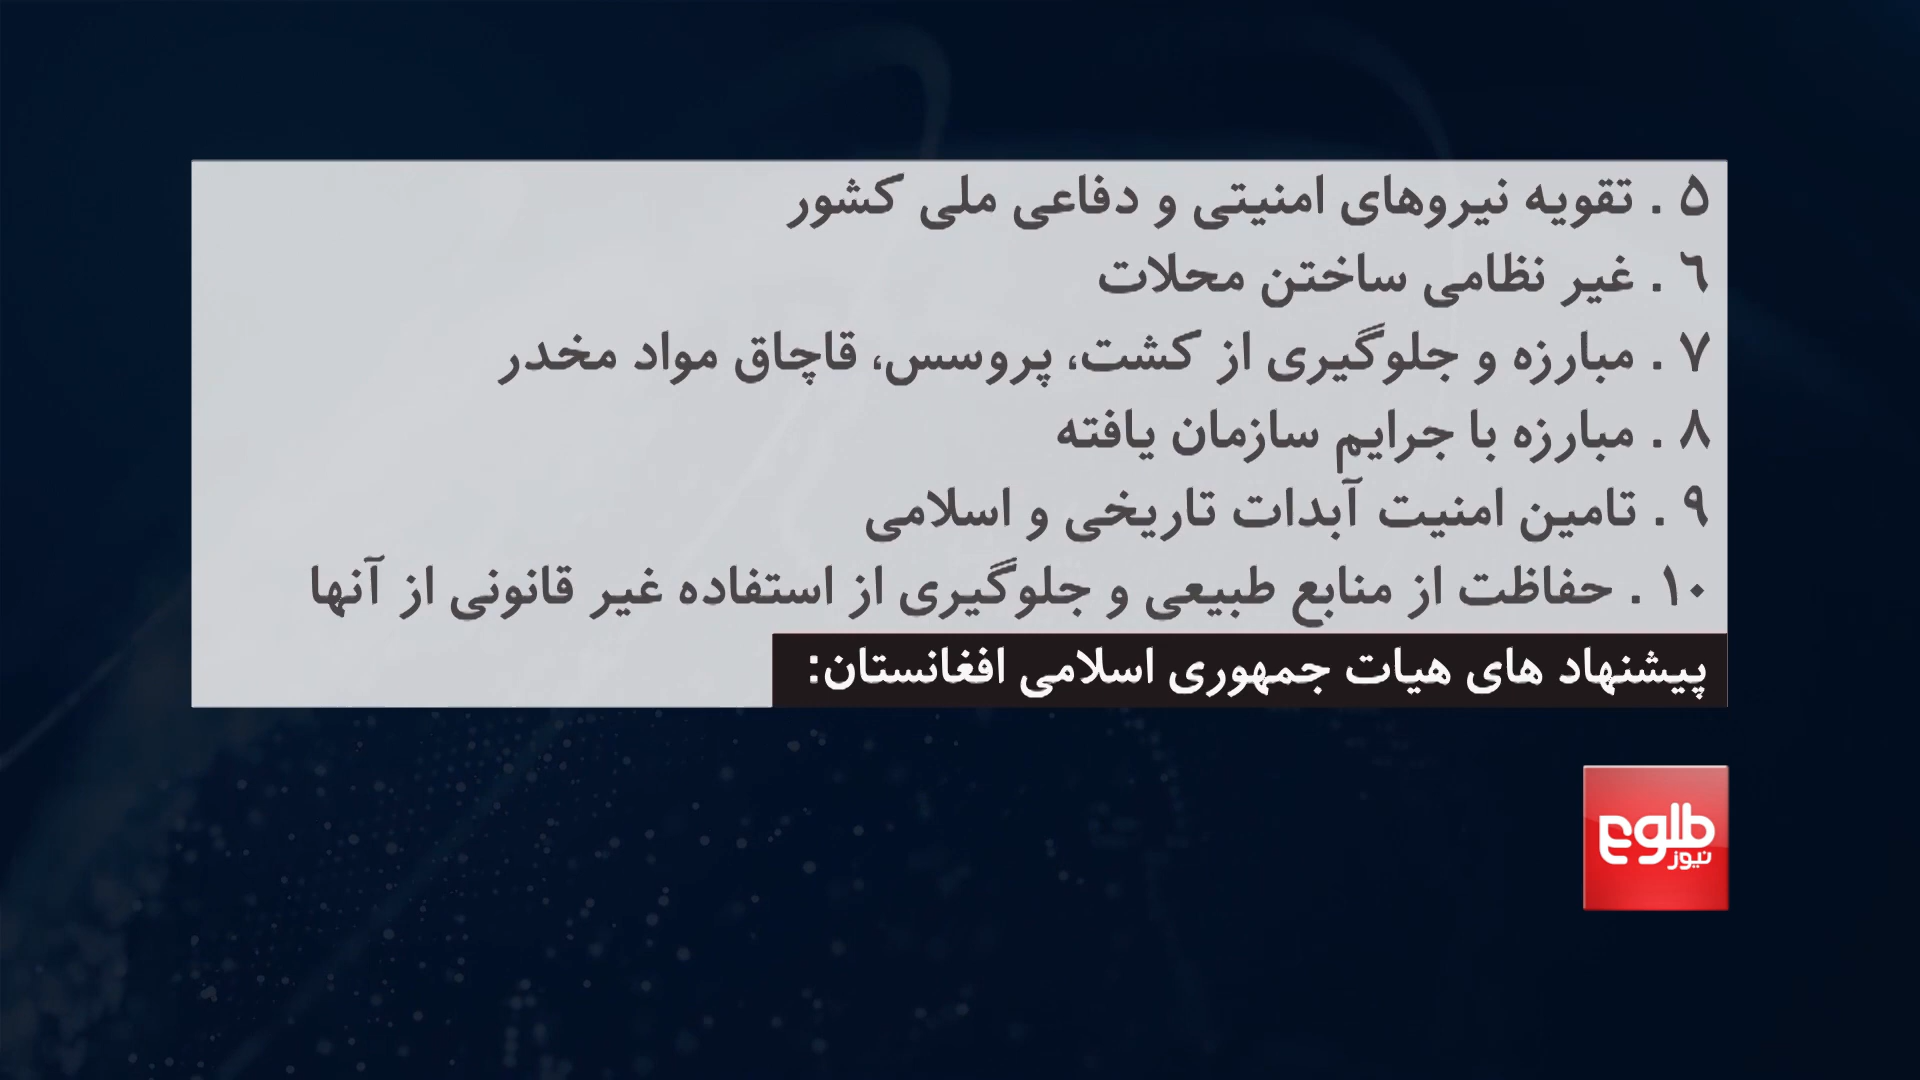 ۵ . تقویه نیروهای امنیتی و دفاعی ملی کشور
٦ . غیر نظامی ساختن محلات
۷ . مبارزه و جلوگیری از کشت، پروسس، قاچاق مواد مخدر
۸ . مبارزه با جرایم سازمان یافته
۹ . تامین امنیت آبدات تاریخی و اسلامی
۱۰ . حفاظت از منابع طبیعی و جلوگیری از استفاده غیر قانونی از آنها
پیشنهاد های هیات جمهوری اسلامی افغانستان:
طلوع
نیوز